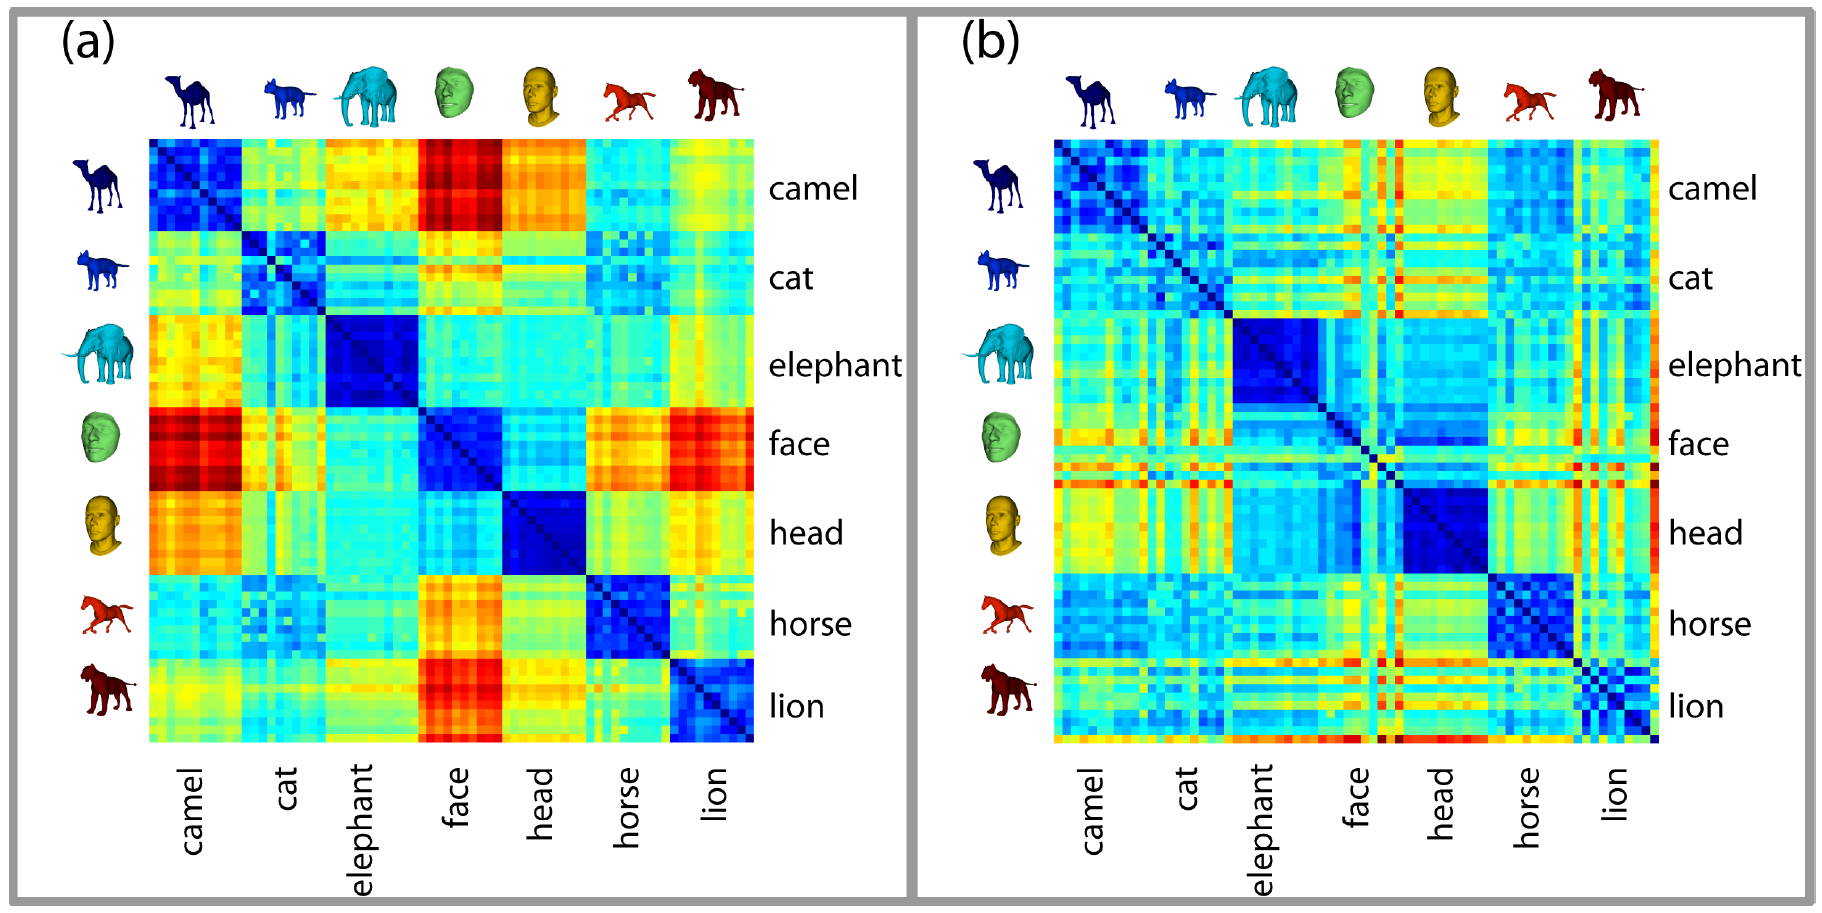 (a)
camel
cat
elephant
face
head
horse
lion
camel
cat
elephant
face
head
horse
lion
(b)
camel
cat
elephant
face
head
horse
lion
camel
cat
elephant
face
head
horse
lion